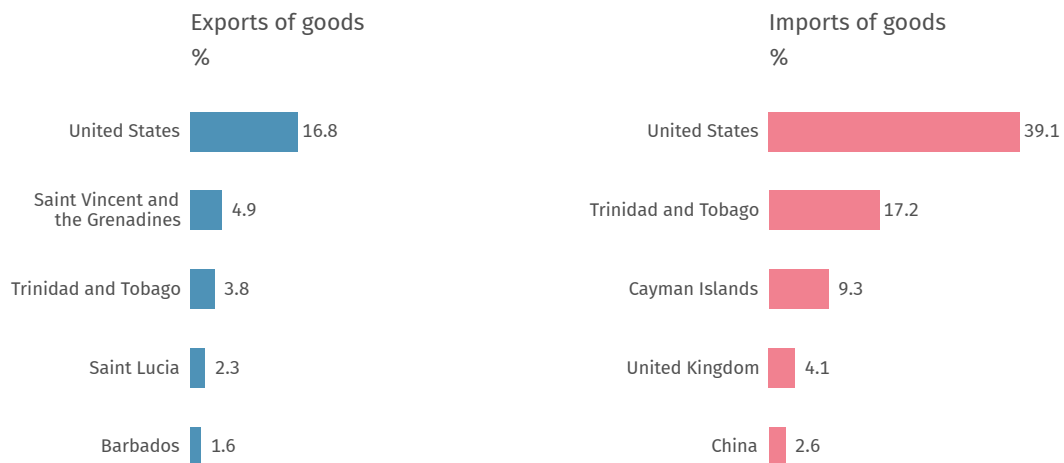 Exports of goods
%
United States 16.8
Saint Vincent and
the Grenadines 4.9
Trinidad and Tobago 3.8
Saint Lucia 2.3
Barbados 1.6
Imports of goods
%
United States 39.1
Trinidad and Tobago 17.2
Cayman Islands 9.3
United Kingdom 4.1
China 2.6